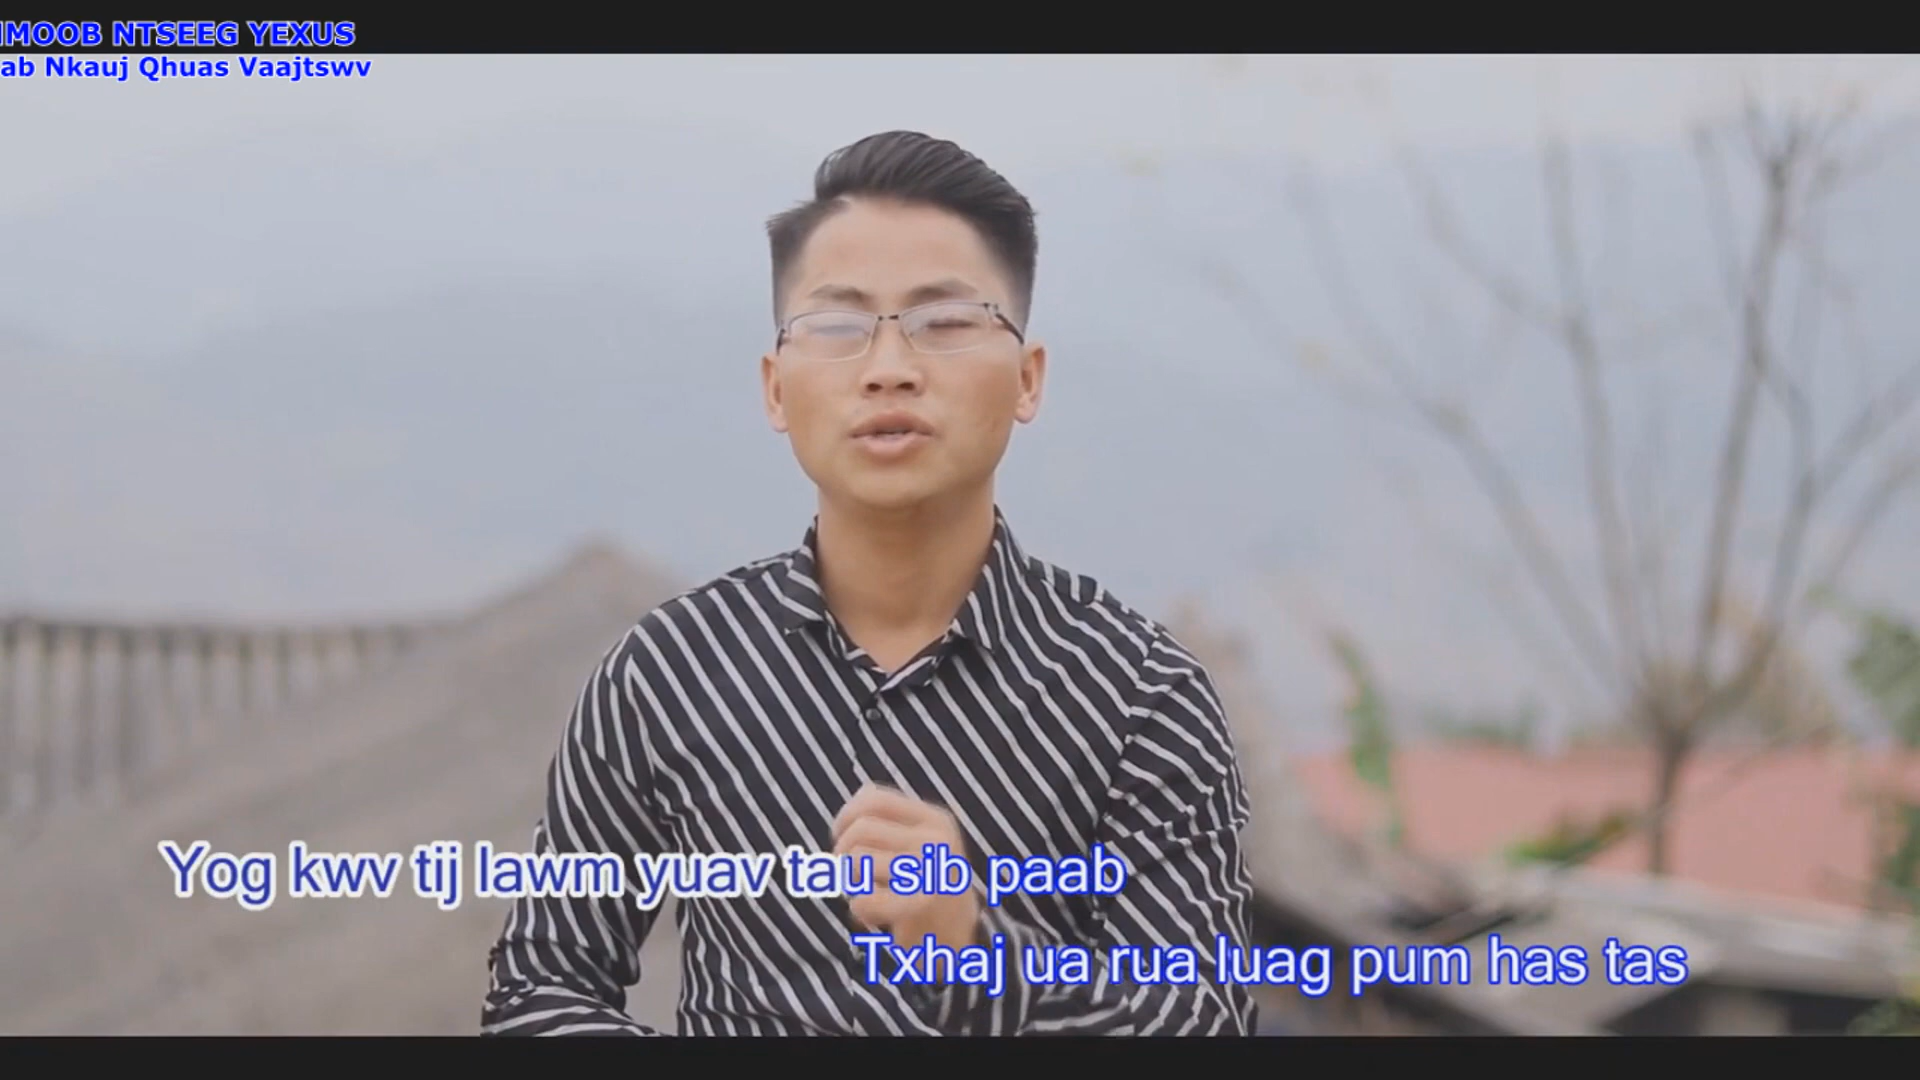 MOOB NTSEEG YEXUS
ab Nkauj Qhuas Vaajtswv
Yog kwv tij lawm yuav tau sib paab
Txhaj ua rua luag pum has tas